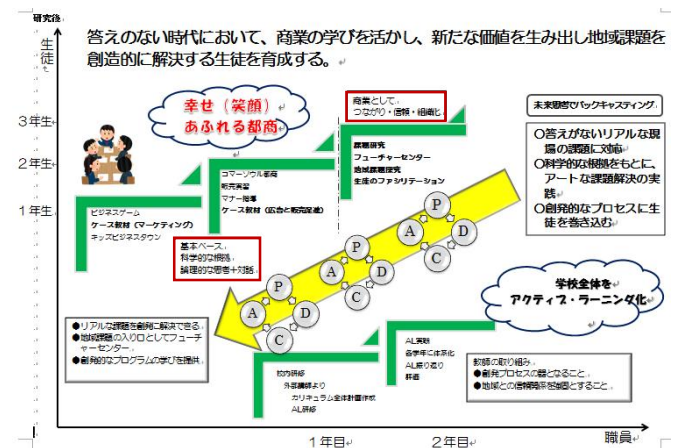 研究後
生徒
答えのない時代において、商業の学びを活かし、新たな価値を生み出し地域課題を
創造的に解決する生徒を育成する。
幸せ（笑顔）
あふれる都商
商業として
つながり・信頼・組織化
未来思考でバックキャスティング
3年生
2年生
1年生
課題研究
フューチャーセンター
地域課題探究
生徒のファシリテーション
〇答えがないリアルな現
場の課題に対応
〇科学的な根拠をもとに、
アートな課題解決の実
践
〇創発的なプロセスに生
徒を巻き込む
コマーソウル都商
販売実習
マナー指導
ケース教材（広告と販売促進）
ビジネスゲーム
ケース教材（マーケティング）
キッズビジネスタウン
基本ベース
科学的な根拠
論理的な思考＋対話
P
A D
C
P
A D
C
P
A D
C
学校全体を
アクティブ・ラーニング化
●リアルな課題を創発に解決できる
●地域課題の入り口としてフューチ
ャーセンター
●創発的なプログラムの学びを提供
AL実践
各学年に体系化
AL振り返り
評価
校内研修
外部講師より
カリキュラム全体計画作成
AL研修
教師の取り組み
●創発プロセスの器となること
●地域との信頼関係を強固とすること
1年目
2年目
職員